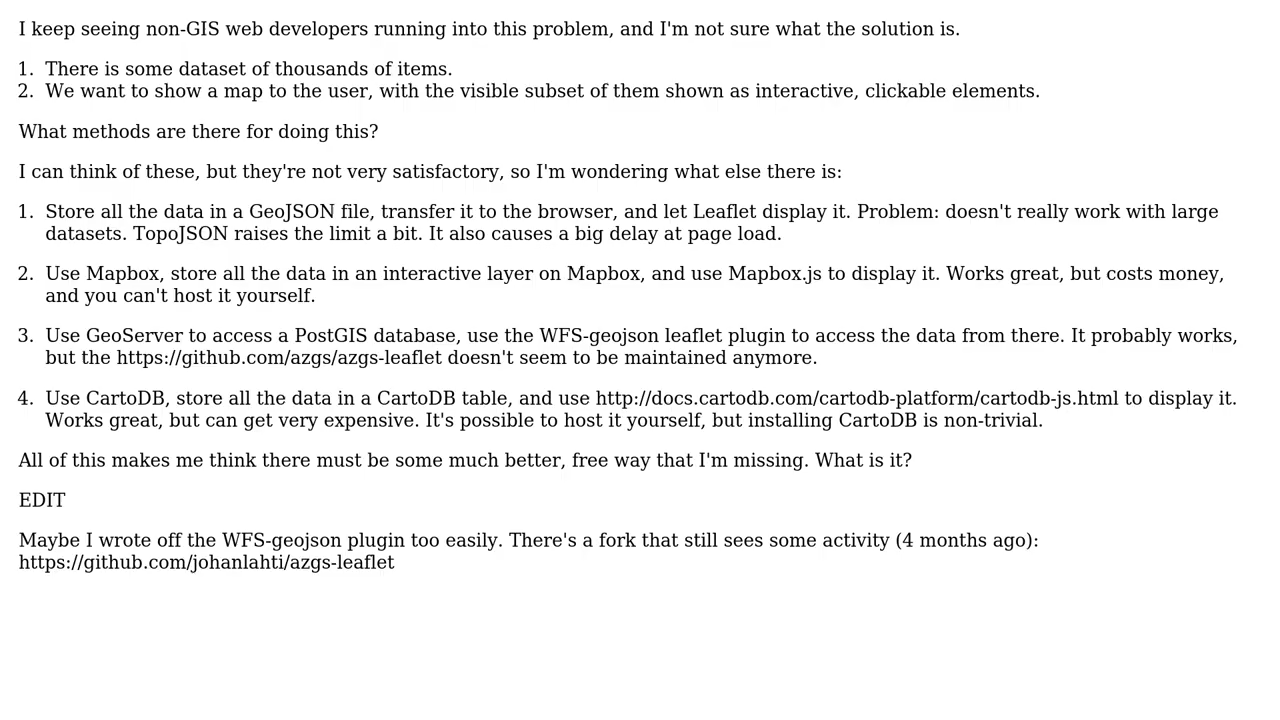 I keep seeing non-GIS web developers running into this problem, and I'm not sure what the solution is.
1. There is some dataset of thousands of items.
2. We want to show a map to the user, with the visible subset of them shown as interactive, clickable elements.
What methods are there for doing this?
I can think of these, but they're not very satisfactory, so I'm wondering what else there is:
1. Store all the data in a GeoJSON file, transfer it to the browser, and let Leaflet display it. Problem: doesn't really work with large
datasets. TopoJSON raises the limit a bit. It also causes a big delay at page load.
2. Use Mapbox, store all the data in an interactive layer on Mapbox, and use Mapbox.js to display it. Works great, but costs money,
and you can't host it yourself.
3. Use GeoServer to access a PostGIS database, use the WFS-geojson leaflet plugin to access the data from there. It probably works,
but the https://github.com/azgs/azgs-leaflet doesn't seem to be maintained anymore.
4. Use CartoDB, store all the data in a CartoDB table, and use http://docs.cartodb.com/cartodb-platform/cartodb-js.html to display it.
Works great, but can get very expensive. It's possible to host it yourself, but installing CartoDB is non-trivial.
All of this makes me think there must be some much better, free way that I'm missing. What is it?
EDIT
Maybe I wrote off the WFS-geojson plugin too easily. There's a fork that still sees some activity (4 months ago):
https://github.com/johanlahti/azgs-leaflet